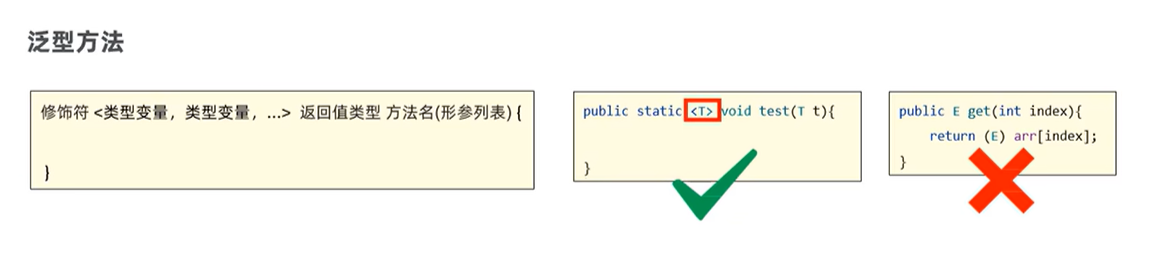 泛型方法
修饰符 <类型变量，类型变量，...> 返回值类型 方法名(形参列表) {
}
public static <T> void test(T t){
}
public E get(int index){
return (E) arr[index];
}